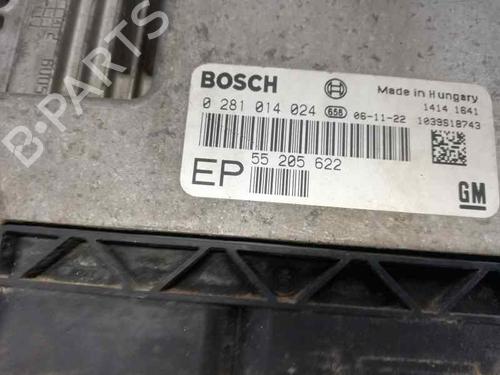 BOSCH
Made in Hungary
0 281 014 024 658 06-11-22
1414 1641
1039S18743
EP 55 205 622
GM
B-PARTS